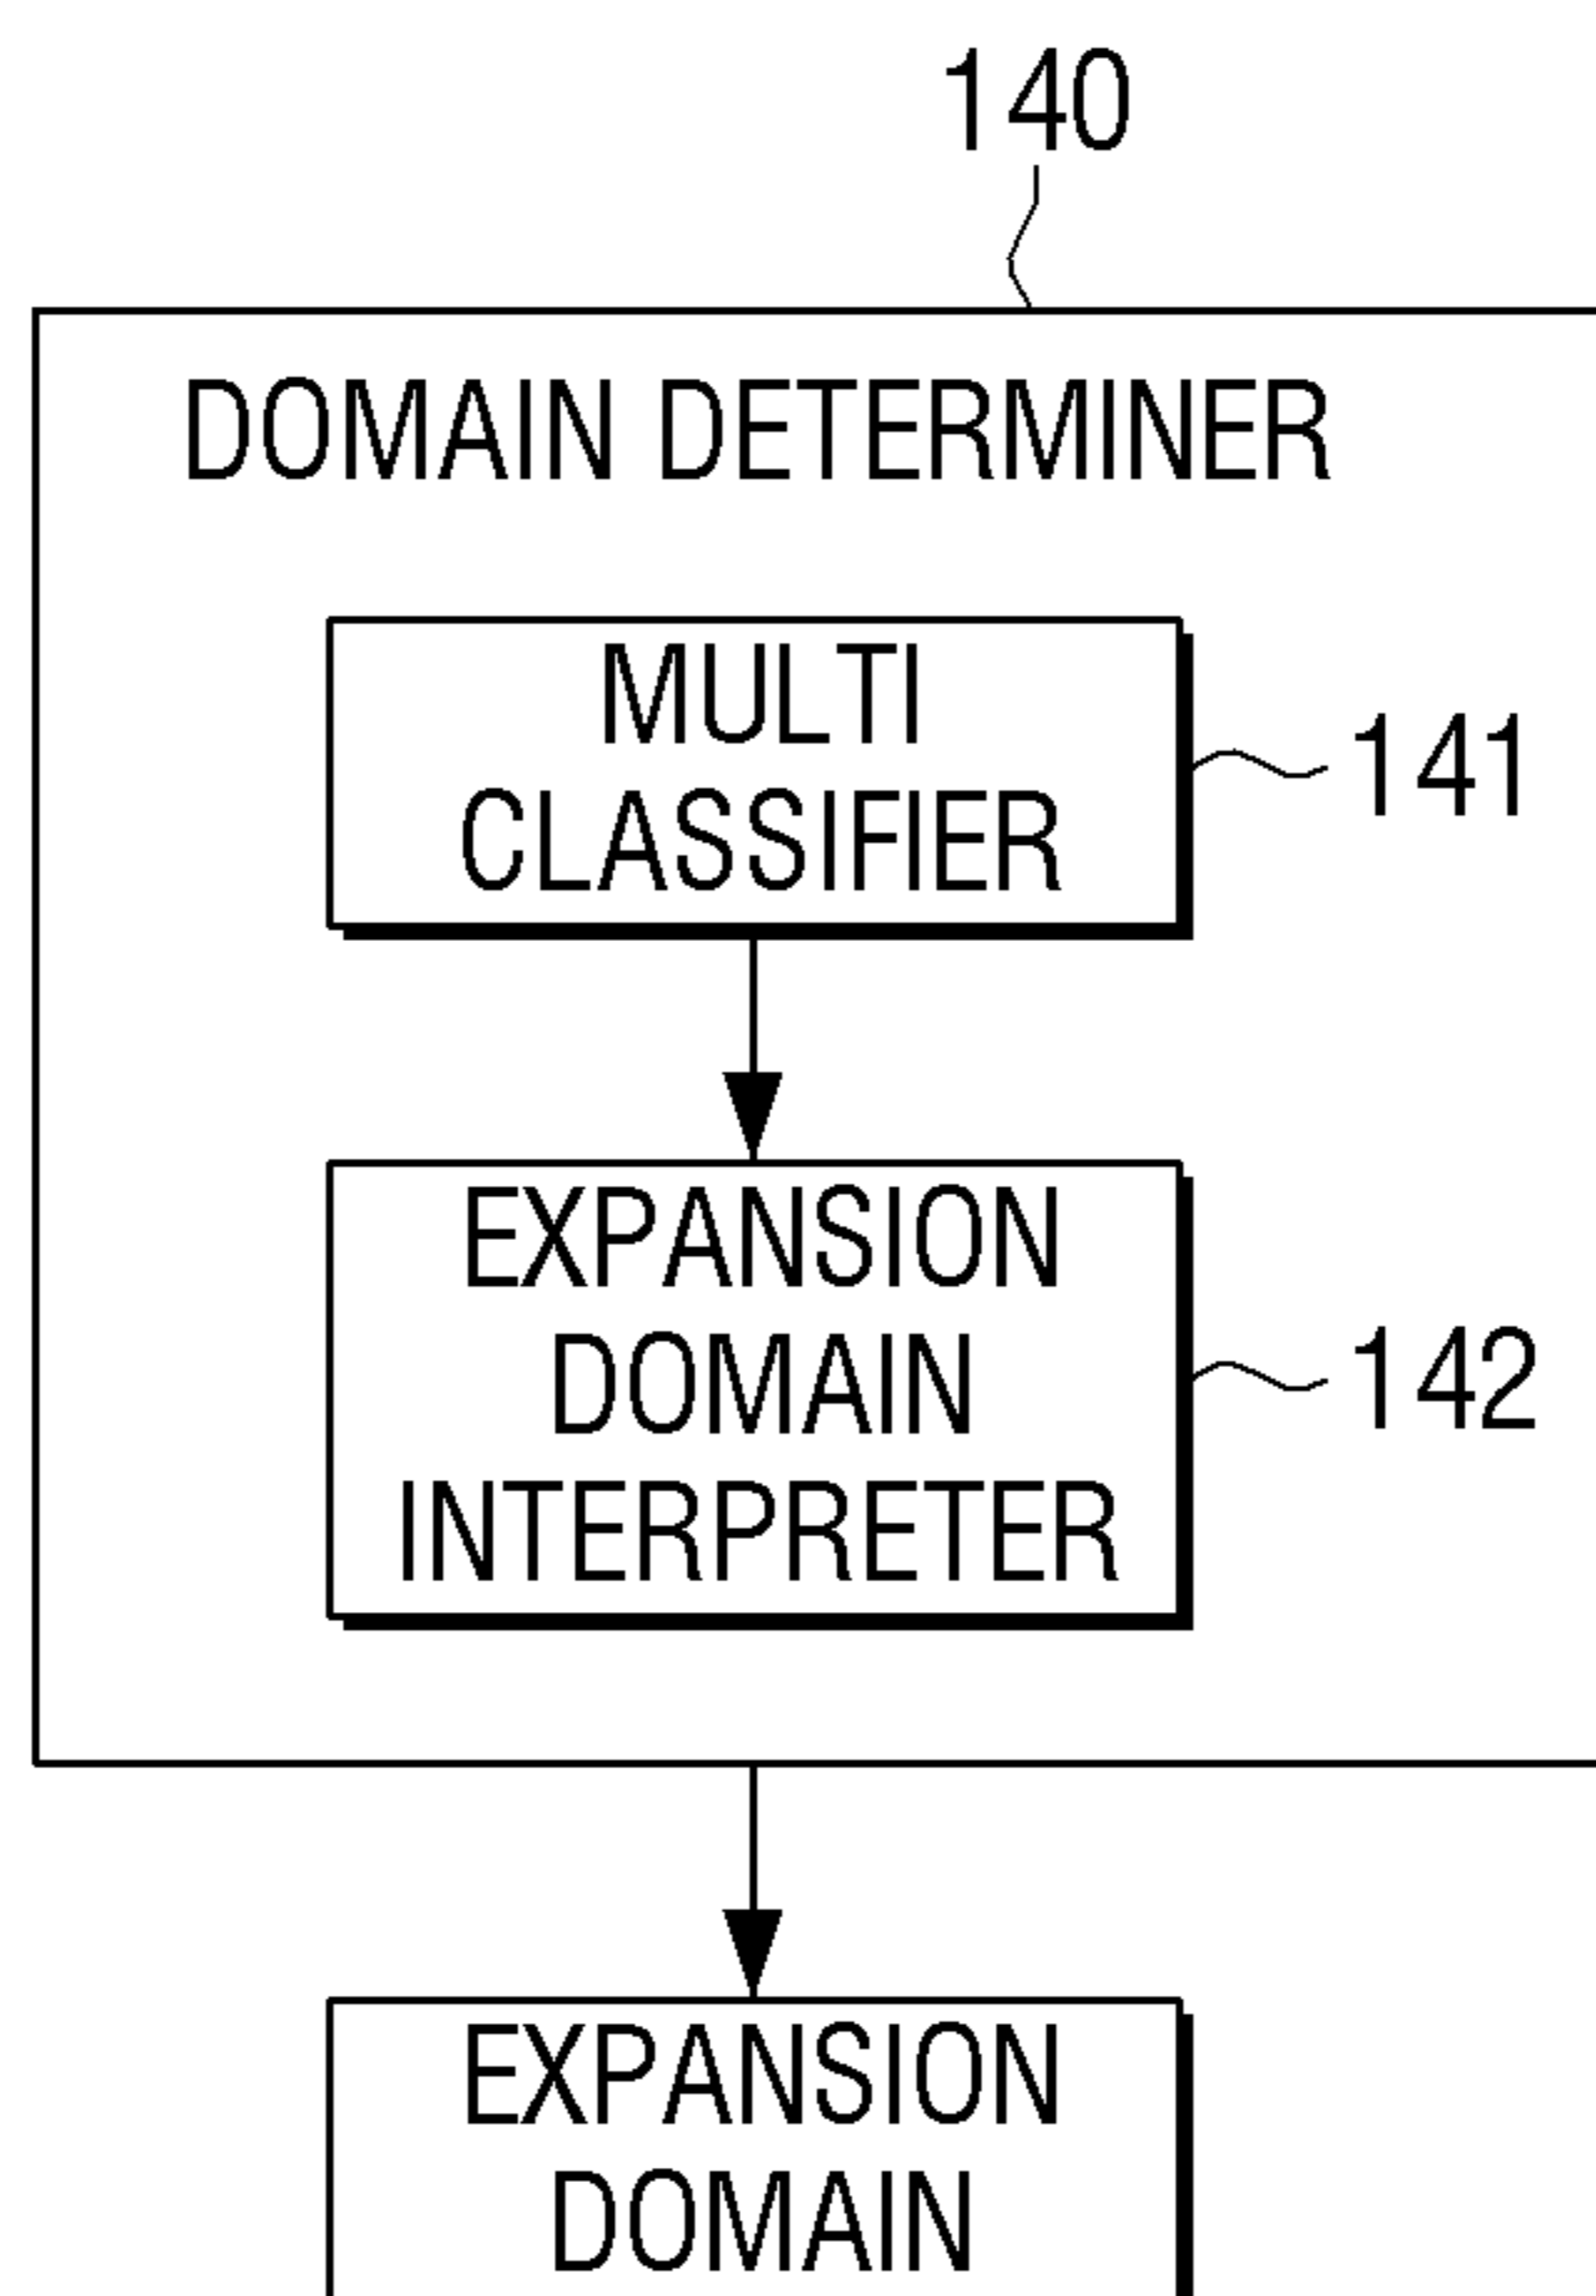 140
DOMAIN DETERMINER
MULTI
CLASSIFIER
141
EXPANSION
DOMAIN
INTERPRETER
142
EXPANSION
DOMAIN